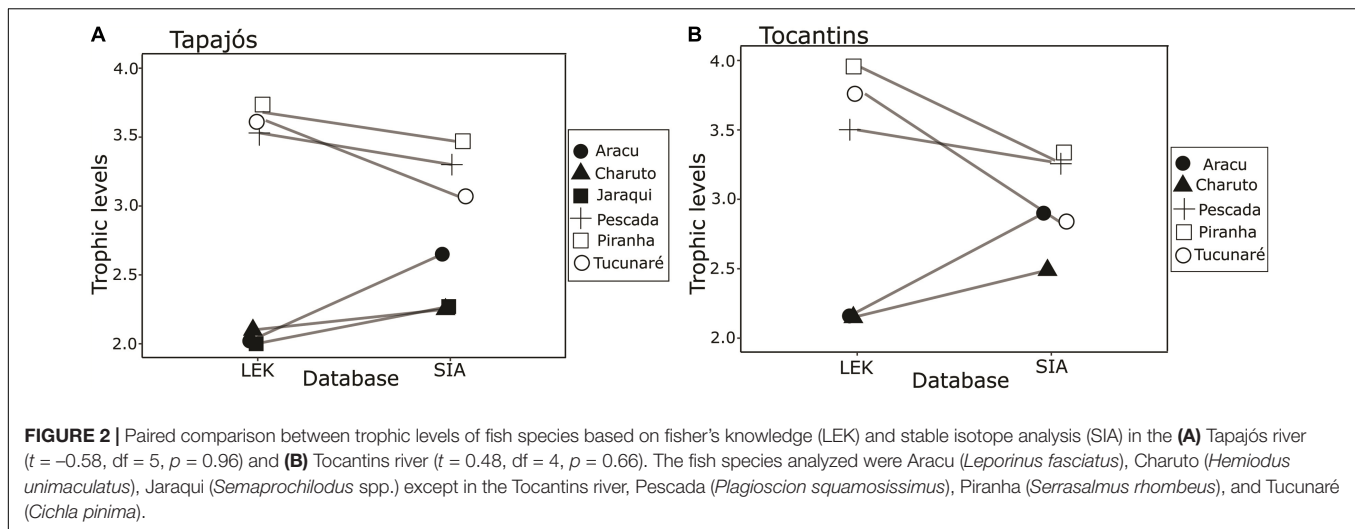 A
Tapajós
4.0
3.5
3.0
2.5
2.0
Trophic levels
LEK
SIA
Database
Aracu
Charuto
Jaraqui
Pescada
Piranha
Tucunaré
B
Tocantins
4.0
3.5
3.0
2.5
2.0
Trophic levels
LEK
SIA
Database
Aracu
Charuto
Pescada
Piranha
Tucunaré
FIGURE 2 | Paired comparison between trophic levels of fish species based on fisher's knowledge (LEK) and stable isotope analysis (SIA) in the (A) Tapajós river
(t = –0.58, df = 5, p = 0.96) and (B) Tocantins river (t = 0.48, df = 4, p = 0.66). The fish species analyzed were Aracu (Leporinus fasciatus), Charuto (Hemiodus
unimaculatus), Jaraqui (Semaprochilodus spp.) except in the Tocantins river, Pescada (Plagioscion squamosissimus), Piranha (Serrasalmus rhombeus), and Tucunaré
(Cichla pinima).